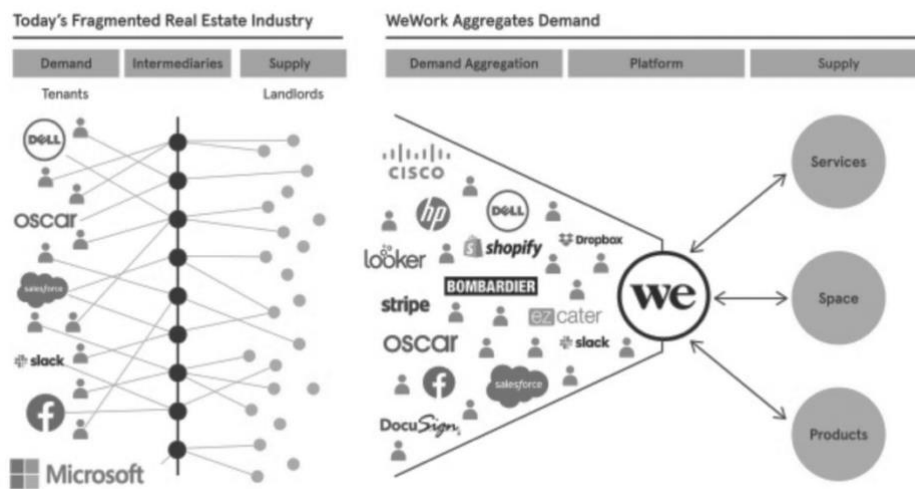 Today's Fragmented Real Estate Industry
Demand
Intermediaries
Supply
Tenants
Landlords
DELL
oscar
salesforce
slack
f
Microsoft
WeWork Aggregates Demand
Demand Aggregation
Platform
Supply
CISCO
hp
DELL
looker
shopify
Dropbox
BOMBARDIER
stripe
ez cater
oscar
slack
f
salesforce
DocuSign
we
Services
Space
Products